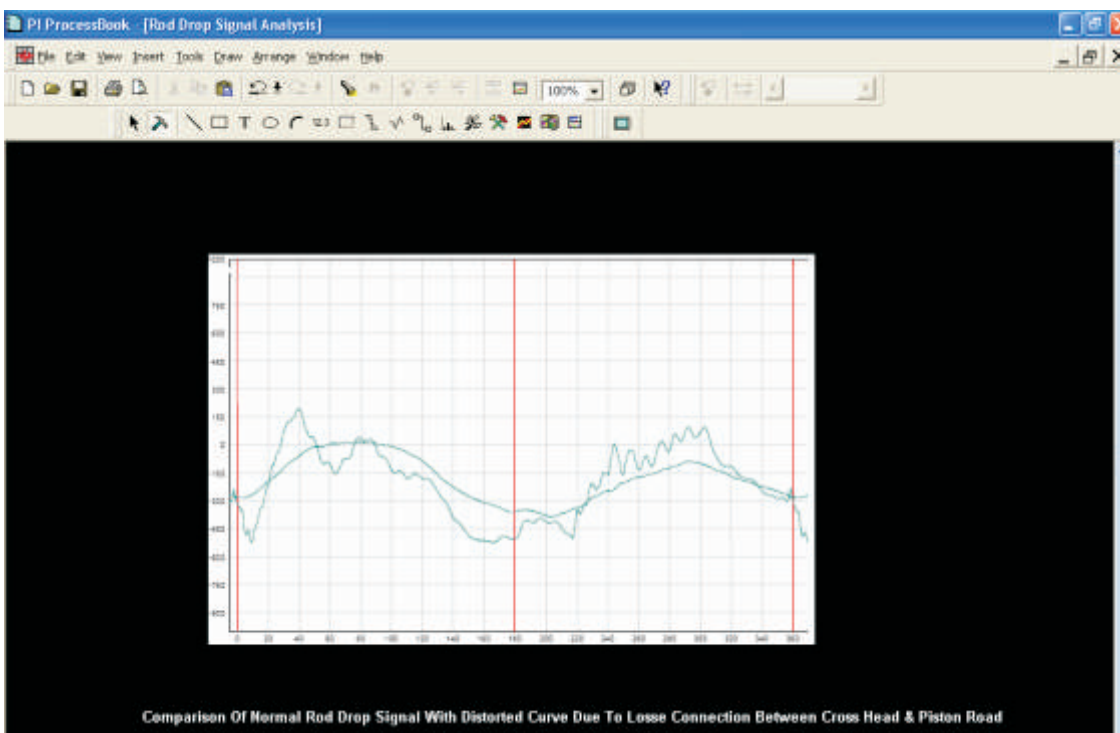 PI ProcessBook - [Rod Drop Signal Analysis]
File Edit View Insert Tools Draw Arrange Window Help
100%
T
150
0
0 20 40 60 80 100 120 140 160 180 200 220 240 260 280 300 320 340 360
Comparison Of Normal Rod Drop Signal With Distorted Curve Due To Losse Connection Between Cross Head & Piston Road